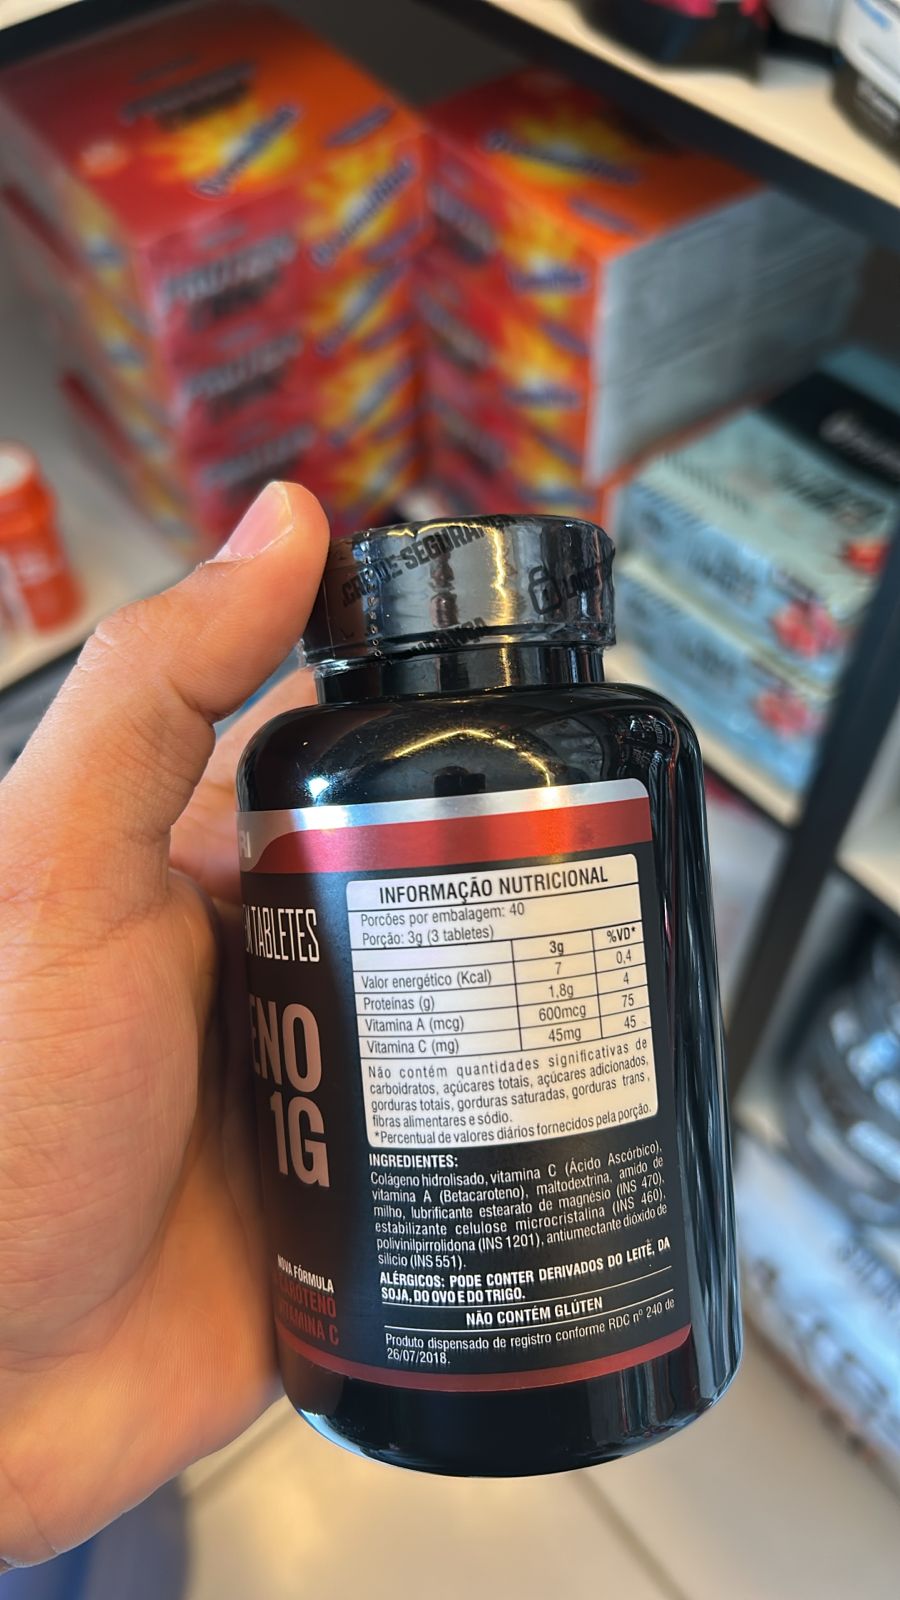 LACRE DE SEGURANÇA
EM TABLETES
ENO
1G
NOVA FÓRMULA
CAROTENO
VITAMINA C
INFORMAÇÃO NUTRICIONAL
Porcões por embalagem: 40
Porção: 3g (3 tabletes)
3g %VD*
Valor energético (Kcal) 7 0.4
Proteínas (g) 1,8g 4
Vitamina A (mcg) 600mcg 75
Vitamina C (mg) 45mg 45
Não contém quantidades significativas de
carboidratos, açúcares totais, açúcares adicionados,
gorduras totais, gorduras saturadas, gorduras trans,
fibras alimentares e sódio.
*Percentual de valores diários fornecidos pela porção.
INGREDIENTES:
Colágeno hidrolisado, vitamina C (Ácido Ascórbico),
vitamina A (Betacaroteno), maltodextrina, amido de
milho, lubrificante estearato de magnésio (INS 470),
estabilizante celulose microcristalina (INS 460),
polivinilpirrolidona (INS 1201), antiumectante dióxido de
silício (INS 551).
ALÉRGICOS: PODE CONTER DERIVADOS DO LEITE, DA
SOJA, DO OVO E DO TRIGO.
NÃO CONTÉM GLÚTEN
Produto dispensado de registro conforme RDC nº 240 de
26/07/2018.